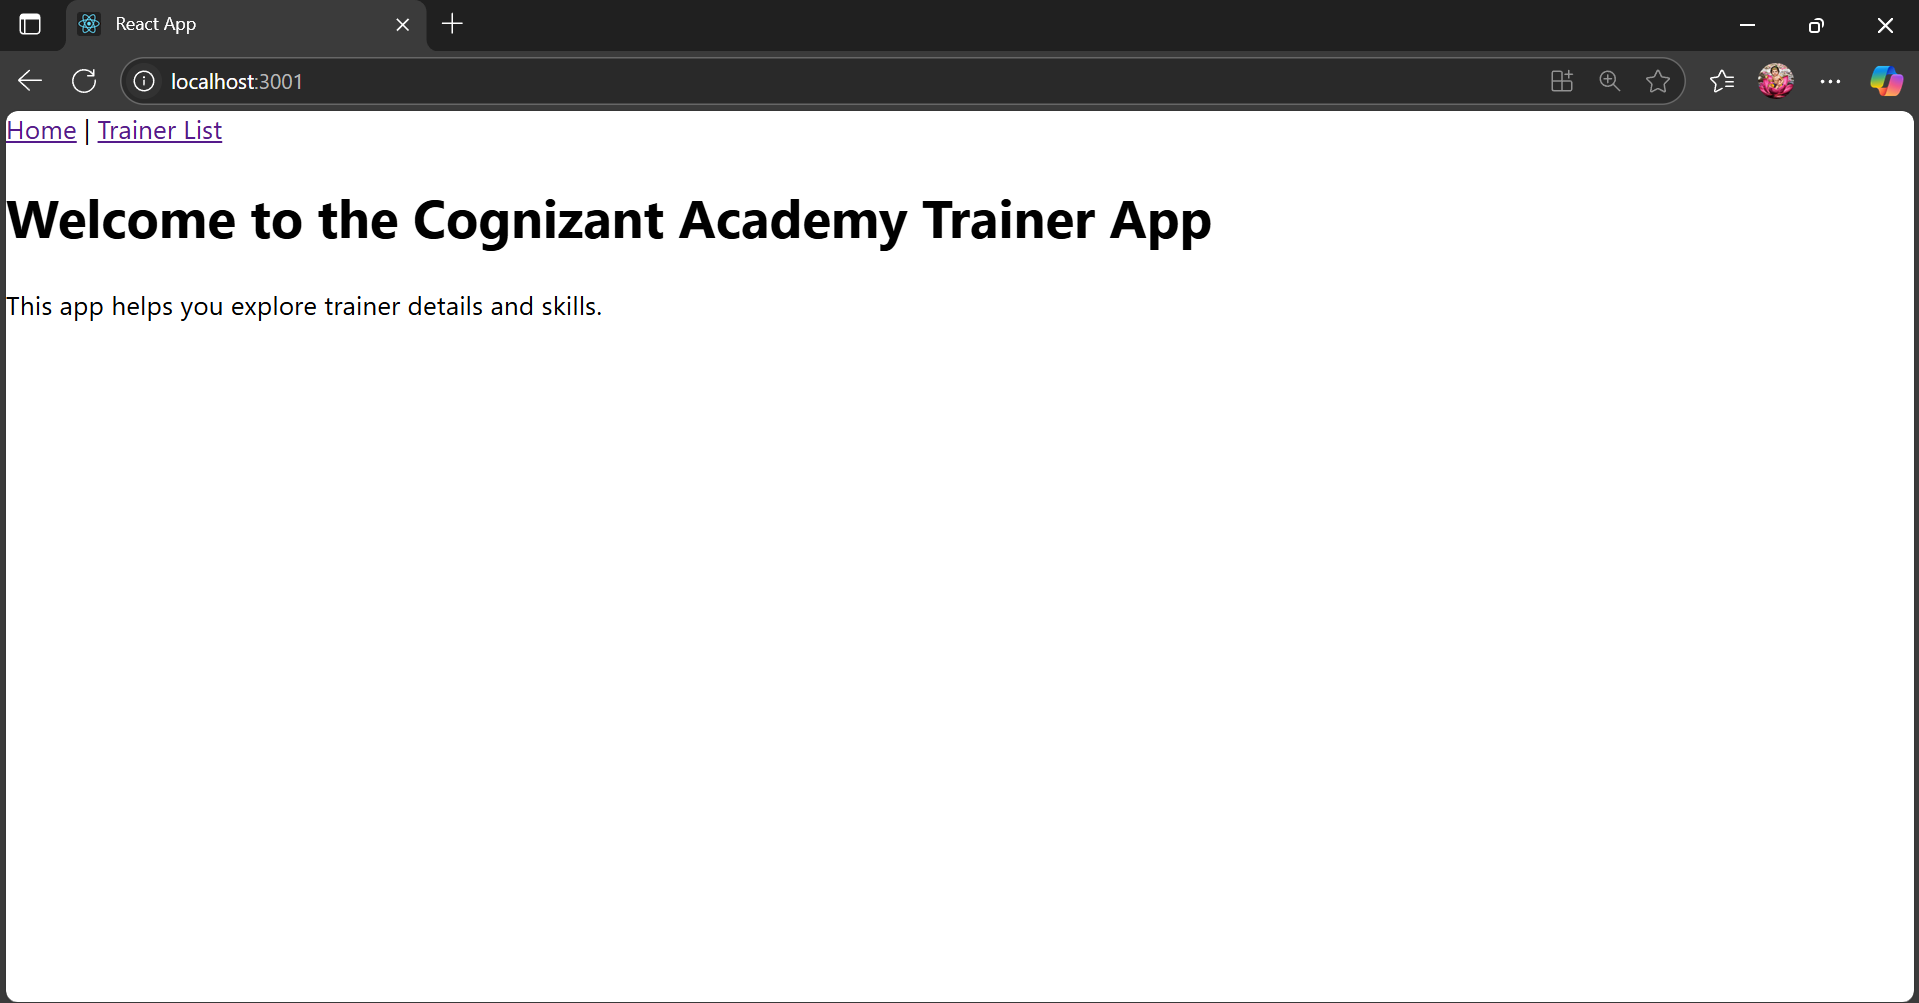 React App
localhost:3001
Home | Trainer List
Welcome to the Cognizant Academy Trainer App
This app helps you explore trainer details and skills.